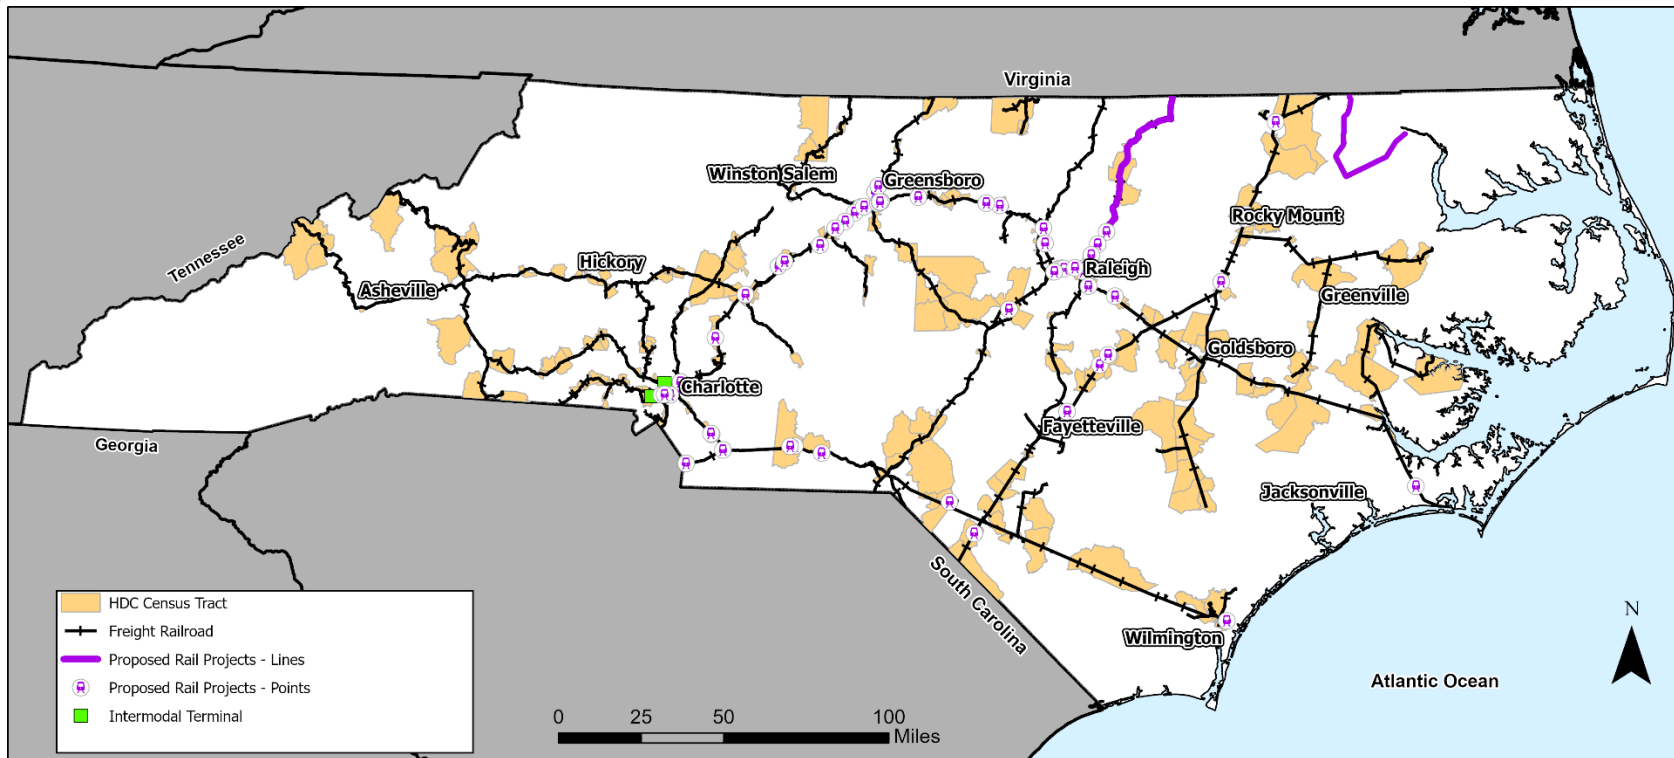 Virginia
Winston Salem
Greensboro
Rocky Mount
Tennessee
Hickory
Raleigh
Asheville
Greenville
Goldsboro
Charlotte
Fayetteville
Georgia
Jacksonville
South Carolina
Wilmington
Atlantic Ocean
N
HDC Census Tract
Freight Railroad
Proposed Rail Projects - Lines
Proposed Rail Projects - Points
Intermodal Terminal
0 25 50 100
Miles